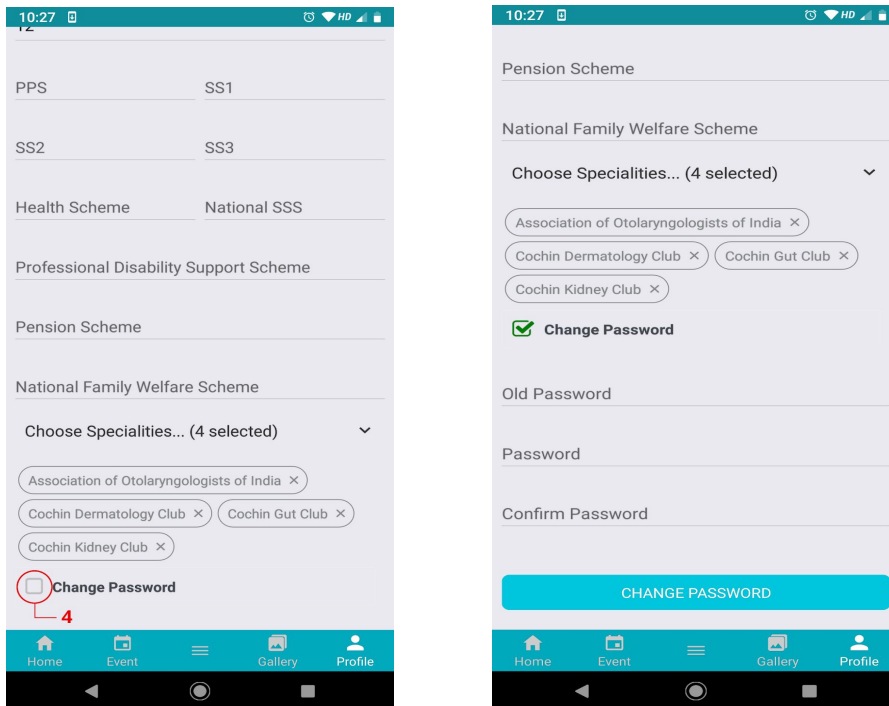 10:27 HD
12
PPS SS1
SS2 SS3
Health Scheme National SSS
Professional Disability Support Scheme
Pension Scheme
National Family Welfare Scheme
Choose Specialities... (4 selected)
Association of Otolaryngologists of India ×
Cochin Dermatology Club × Cochin Gut Club ×
Cochin Kidney Club ×
Change Password
4
Home Event Gallery Profile
10:27 HD
Pension Scheme
National Family Welfare Scheme
Choose Specialities... (4 selected)
Association of Otolaryngologists of India ×
Cochin Dermatology Club × Cochin Gut Club ×
Cochin Kidney Club ×
Change Password
Old Password
Password
Confirm Password
CHANGE PASSWORD
Home Event Gallery Profile